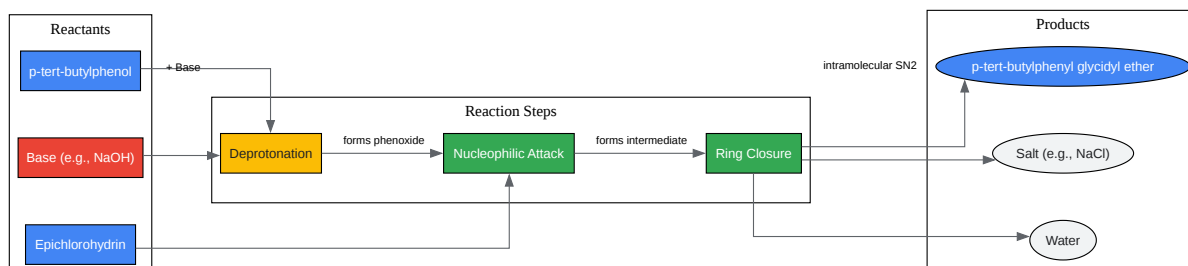 Reactants
p-tert-butylphenol
+ Base
Base (e.g., NaOH)
Epichlorohydrin
Reaction Steps
Deprotonation
forms phenoxide
Nucleophilic Attack
forms intermediate
Ring Closure
intramolecular SN2
Products
p-tert-butylphenyl glycidyl ether
Salt (e.g., NaCl)
Water